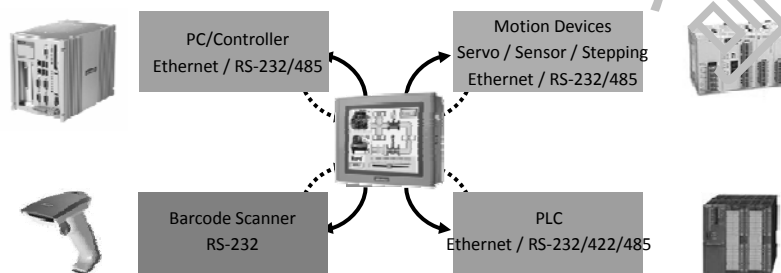 PC/Controller
Ethernet / RS-232/485
Motion Devices
Servo / Sensor / Stepping
Ethernet / RS-232/485
Barcode Scanner
RS-232
PLC
Ethernet / RS-232/422/485